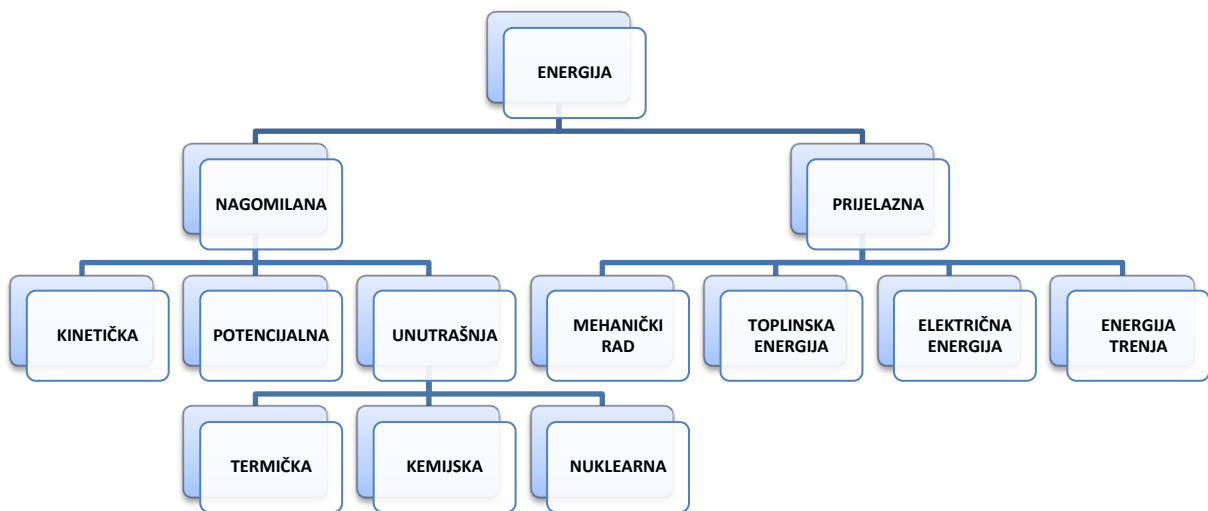 ENERGIJA
NAGOMILANA
PRIJELAZNA
KINETIČKA
POTENCIJALNA
UNUTRAŠNJA
MEHANIČKI
RAD
TOPLINSKA
ENERGIJA
ELEKTRIČNA
ENERGIJA
ENERGIJA
TRENJA
TERMIČKA
KEMIJSKA
NUKLEARNA